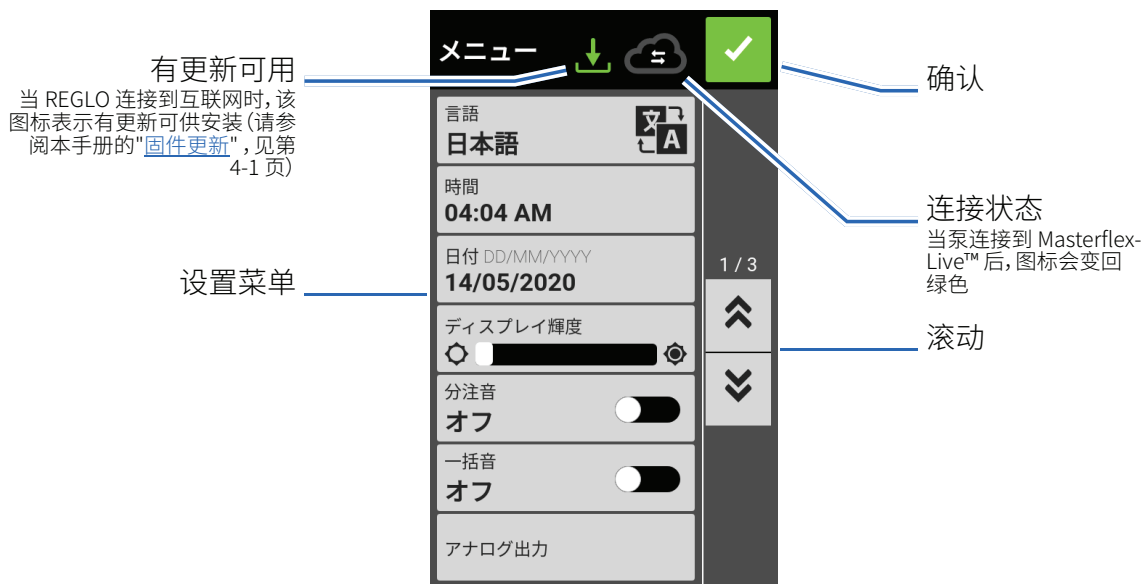 有更新可用
当 REGLO 连接到互联网时，该
图标表示有更新可供安装（请参
阅本手册的"固件更新"，见第
4-1 页）
设置菜单
メニュー
言語
日本語
文
A
時間
04:04 AM
日付 DD/MM/YYYY
14/05/2020
ディスプレイ輝度
分注音
オフ
一括音
オフ
アナログ出力
1 / 3
确认
连接状态
当泵连接到 Masterflex-
Live™ 后，图标会变回
绿色
滚动